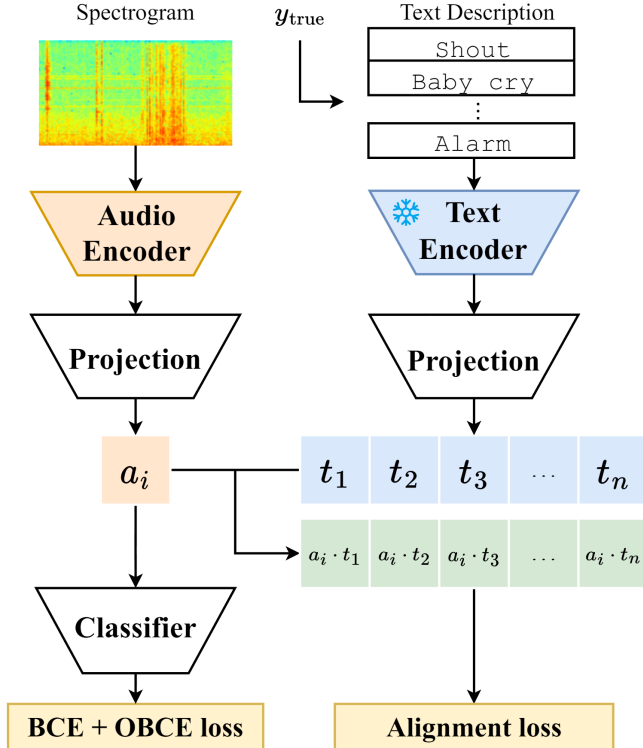 Spectrogram
y_true
Text Description
Shout
Baby cry
⋮
Alarm
Audio
Encoder
Text
Encoder
Projection
Projection
a_i
t_1 t_2 t_3 ... t_n
a_i · t_1 a_i · t_2 a_i · t_3 ... a_i · t_n
Classifier
BCE + OBCE loss
Alignment loss